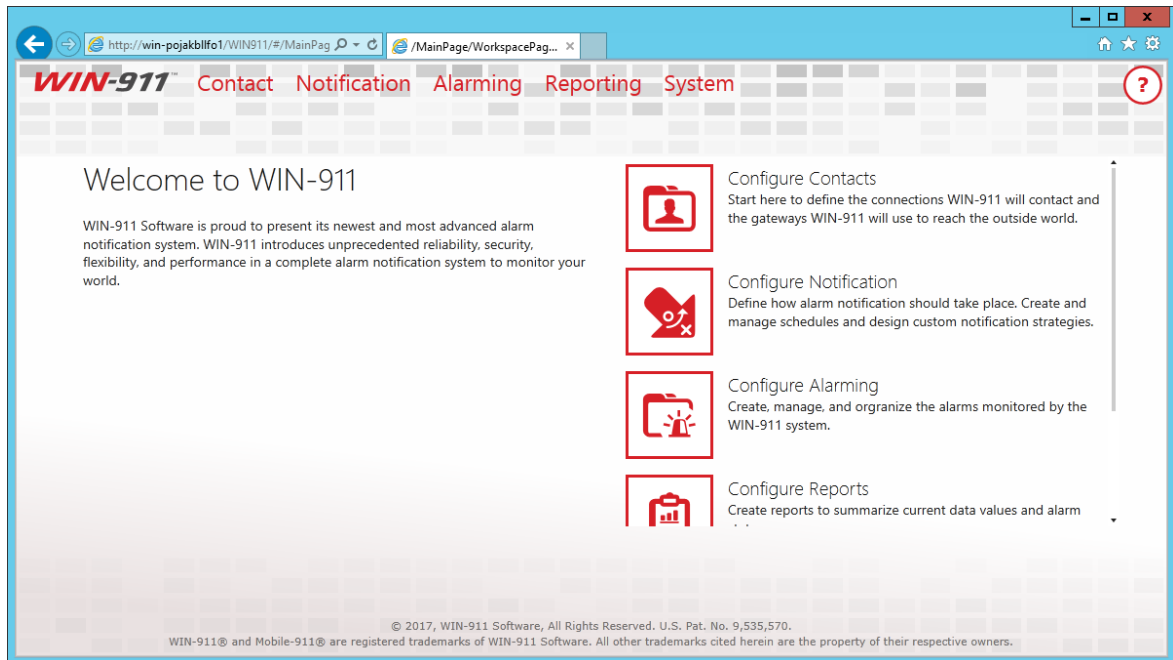 http://win-pojakbllfo1/WIN911/#/MainPag
/MainPage/WorkspacePag...
WIN-911™ Contact Notification Alarming Reporting System ?
Welcome to WIN-911
WIN-911 Software is proud to present its newest and most advanced alarm
notification system. WIN-911 introduces unprecedented reliability, security,
flexibility, and performance in a complete alarm notification system to monitor your
world.
Configure Contacts
Start here to define the connections WIN-911 will contact and
the gateways WIN-911 will use to reach the outside world.
Configure Notification
Define how alarm notification should take place. Create and
manage schedules and design custom notification strategies.
Configure Alarming
Create, manage, and orgranize the alarms monitored by the
WIN-911 system.
Configure Reports
Create reports to summarize current data values and alarm
© 2017, WIN-911 Software, All Rights Reserved. U.S. Pat. No. 9,535,570.
WIN-911® and Mobile-911® are registered trademarks of WIN-911 Software. All other trademarks cited herein are the property of their respective owners.